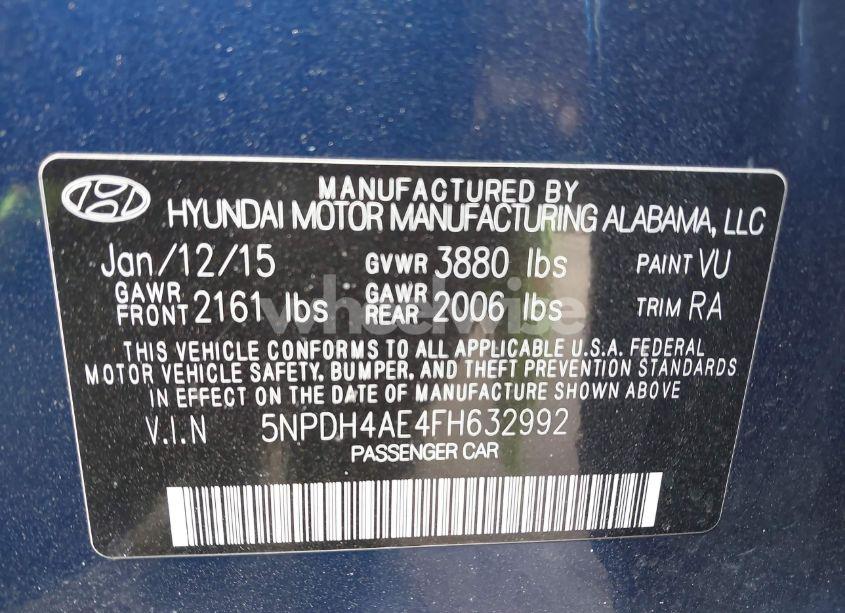 MANUFACTURED BY
HYUNDAI MOTOR MANUFACTURING ALABAMA, LLC
Jan/12/15 GVWR 3880 lbs PAINT VU
GAWR FRONT 2161 lbs GAWR REAR 2006 lbs TRIM RA
THIS VEHICLE CONFORMS TO ALL APPLICABLE U.S.A. FEDERAL
MOTOR VEHICLE SAFETY, BUMPER, AND THEFT PREVENTION STANDARDS
IN EFFECT ON THE DATE OF MANUFACTURE SHOWN ABOVE
V.I.N 5NPDH4AE4FH632992
PASSENGER CAR
wheelwise